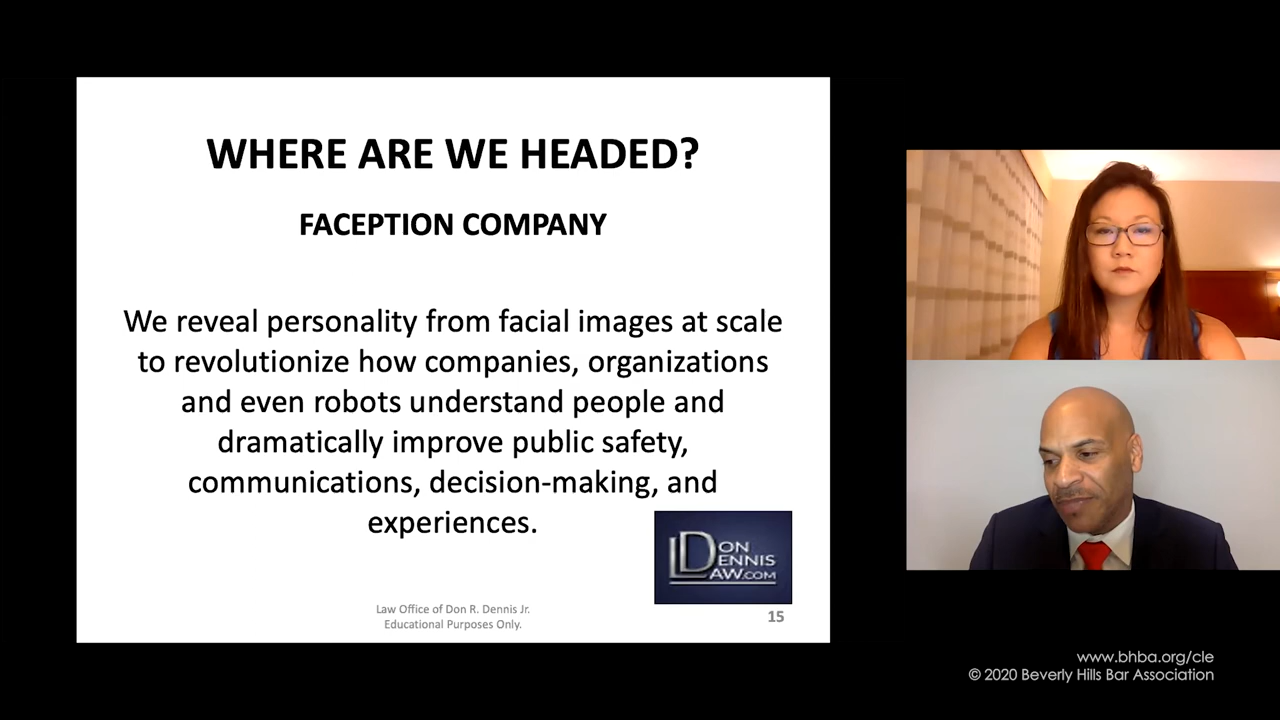 WHERE ARE WE HEADED?
FACEPTION COMPANY
We reveal personality from facial images at scale
to revolutionize how companies, organizations
and even robots understand people and
dramatically improve public safety,
communications, decision-making, and
experiences.
DON
DENNIS
LAW.COM
Law Office of Don R. Dennis Jr.
Educational Purposes Only.
15
www.bhba.org/cle
© 2020 Beverly Hills Bar Association